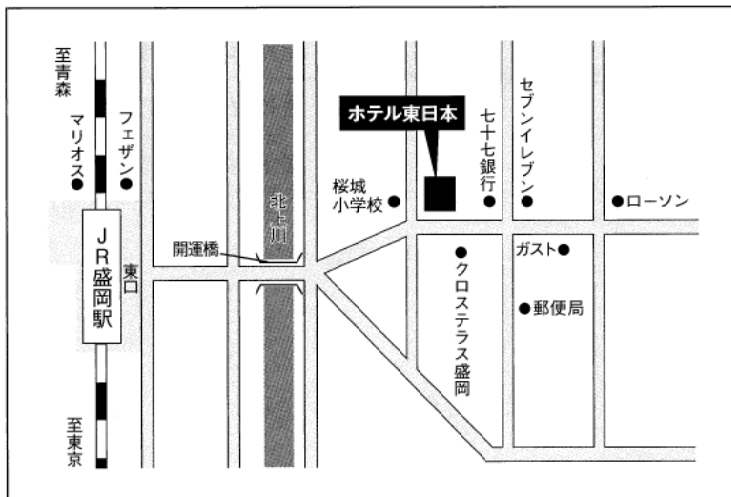 至青森
マリオス
フェザン
JR盛岡駅
東口
至東京
開運橋
北上川
桜城
小学校
ホテル東日本
七十七銀行
セブンイレブン
ローソン
クロステラス盛岡
ガスト
郵便局